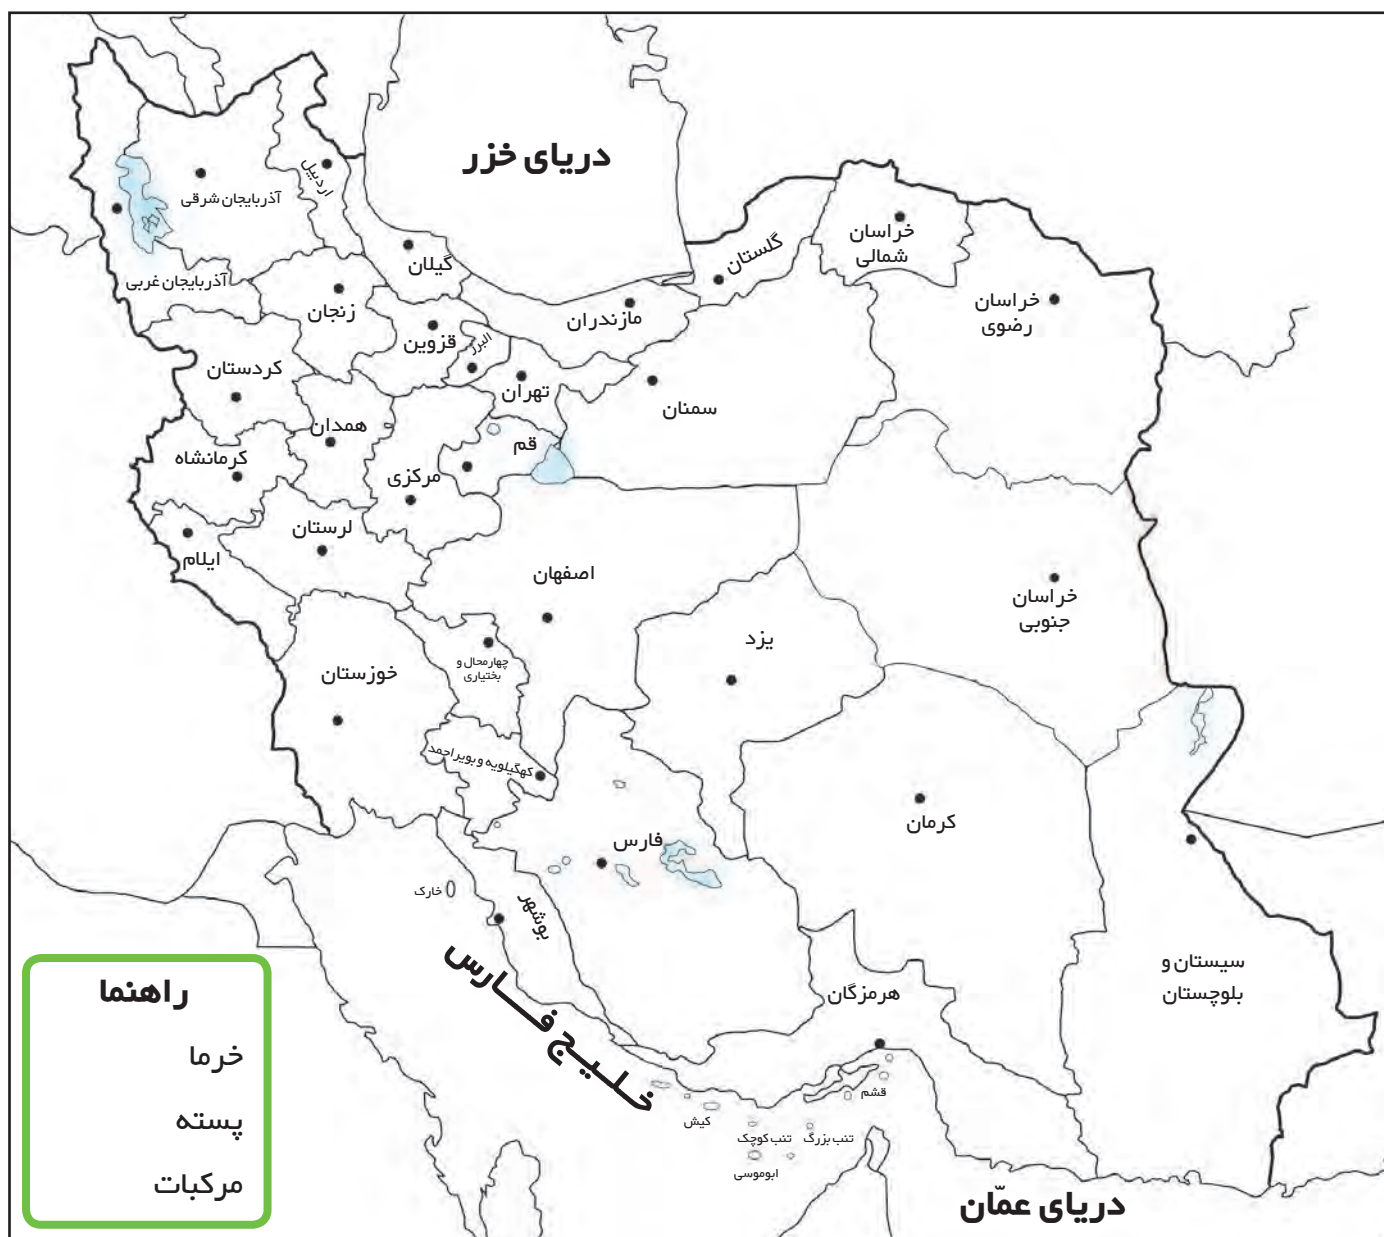 دریای خزر
اردبیل
آذربایجان شرقی
آذربایجان غربی
گیلان
گلستان
خراسان
شمالی
خراسان
رضوی
زنجان
مازندران
قزوین
البرز
تهران
سمنان
کردستان
همدان
قم
کرمانشاه
مرکزی
لرستان
ایلام
اصفهان
خراسان
جنوبی
یزد
چهارمحال و
بختیاری
خوزستان
کهگیلویه و بویراحمد
کرمان
فارس
خارک
بوشهر
خـلـیـج فــارس
سیستان و
بلوچستان
هرمزگان
قشم
کیش
تنب کوچک
تنب بزرگ
ابوموسی
دریای عمّان
راهنما
خرما
پسته
مرکبات